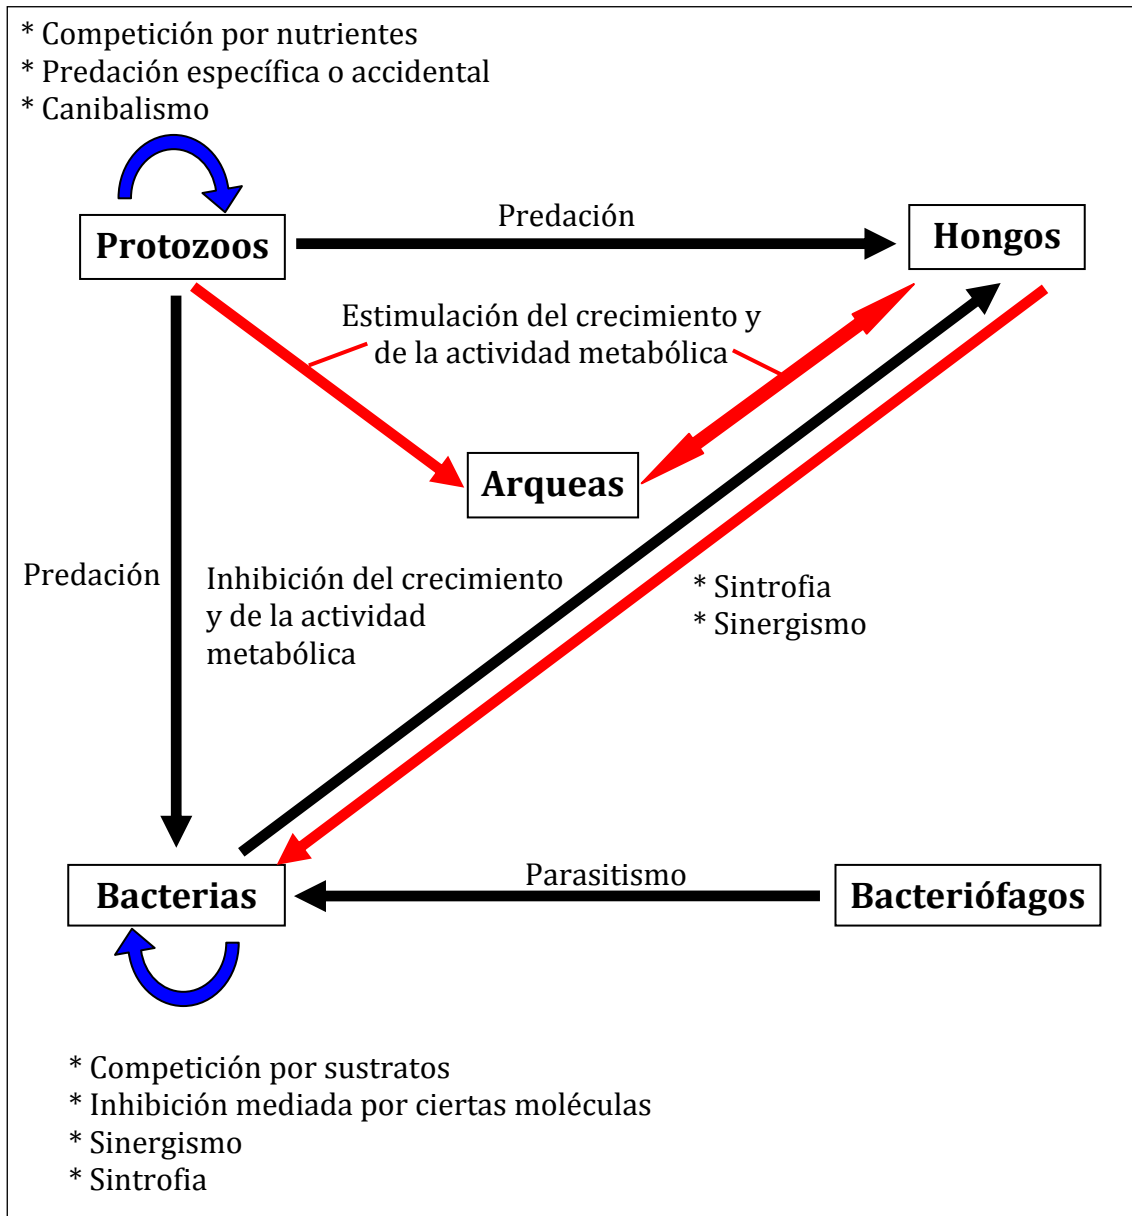 * Competición por nutrientes
* Predación específica o accidental
* Canibalismo
Predación
Protozoos
Hongos
Estimulación del crecimiento y
de la actividad metabólica
Arqueas
Predación
Inhibición del crecimiento
y de la actividad
metabólica
* Sintrofia
* Sinergismo
Parasitismo
Bacterias
Bacteriófagos
* Competición por sustratos
* Inhibición mediada por ciertas moléculas
* Sinergismo
* Sintrofia